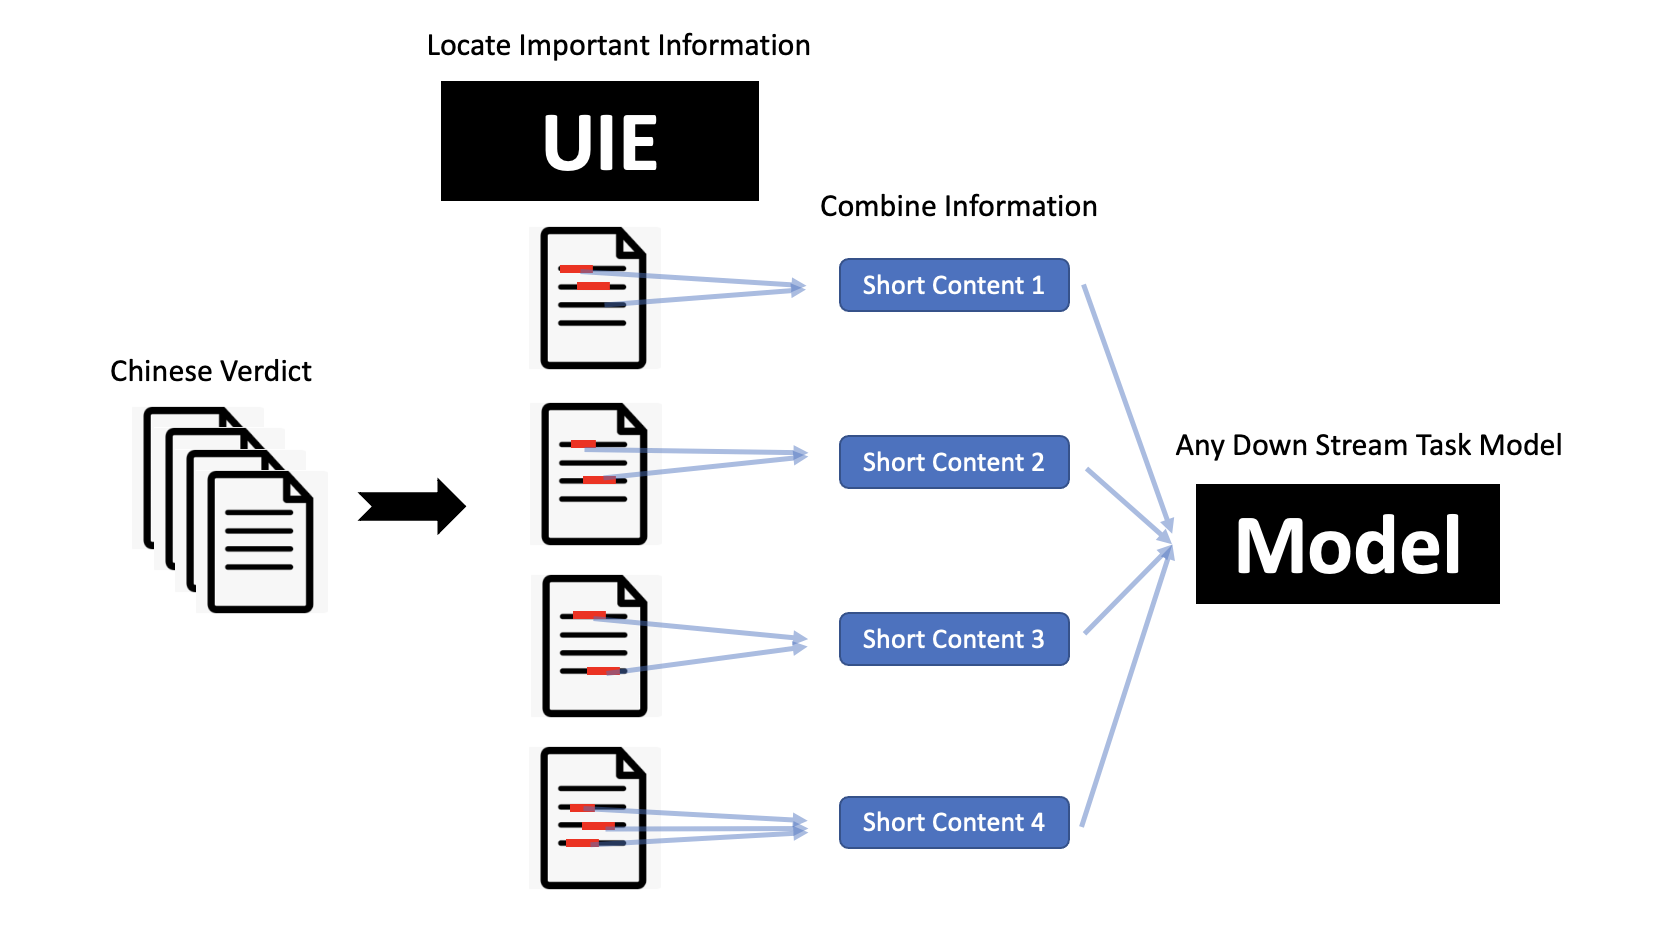 Locate Important Information
UIE
Combine Information
Short Content 1
Chinese Verdict
Short Content 2
Any Down Stream Task Model
Model
Short Content 3
Short Content 4